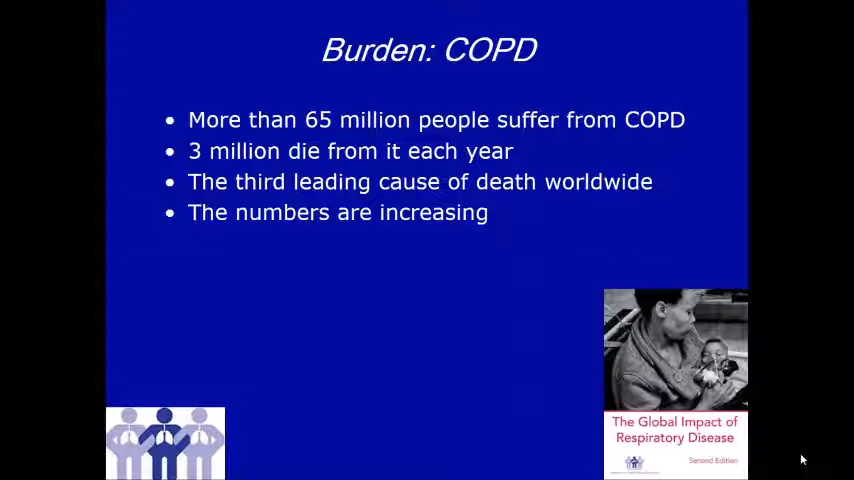 Burden: COPD
• More than 65 million people suffer from COPD
• 3 million die from it each year
• The third leading cause of death worldwide
• The numbers are increasing
The Global Impact of
Respiratory Disease
Second Edition